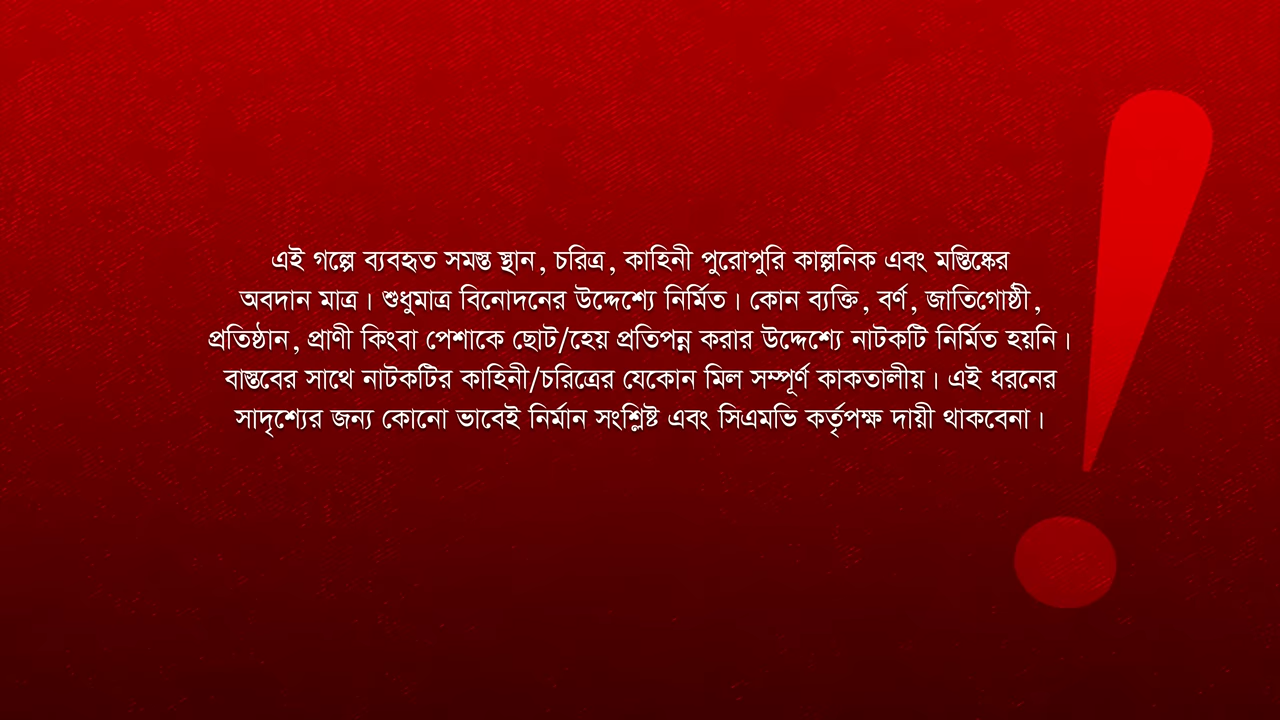 এই গল্পে ব্যবহৃত সমস্ত স্থান, চরিত্র, কাহিনী পুরোপুরি কাল্পনিক এবং মস্তিষ্কের
অবদান মাত্র। শুধুমাত্র বিনোদনের উদ্দেশ্যে নির্মিত। কোন ব্যক্তি, বর্ণ, জাতিগোষ্ঠী,
প্রতিষ্ঠান, প্রাণী কিংবা পেশাকে ছোট/হেয় প্রতিপন্ন করার উদ্দেশ্যে নাটকটি নির্মিত হয়নি।
বাস্তবের সাথে নাটকটির কাহিনী/চরিত্রের যেকোন মিল সম্পূর্ণ কাকতালীয়। এই ধরনের
সাদৃশ্যের জন্য কোনো ভাবেই নির্মান সংশ্লিষ্ট এবং সিএমভি কর্তৃপক্ষ দায়ী থাকবেনা।